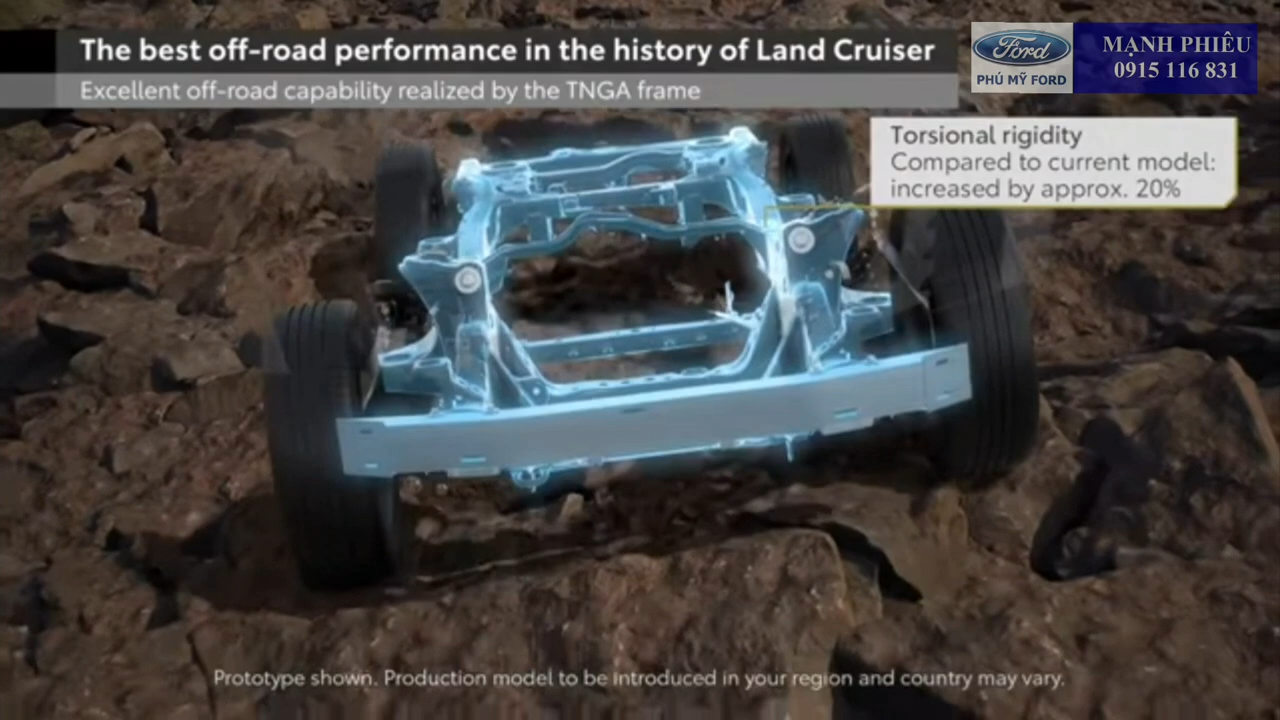 The best off-road performance in the history of Land Cruiser
Excellent off-road capability realized by the TNGA frame
Ford
PHÚ MỸ FORD
MẠNH PHIÊU
0915 116 831
Torsional rigidity
Compared to current model:
increased by approx. 20%
Prototype shown. Production model to be introduced in your region and country may vary.